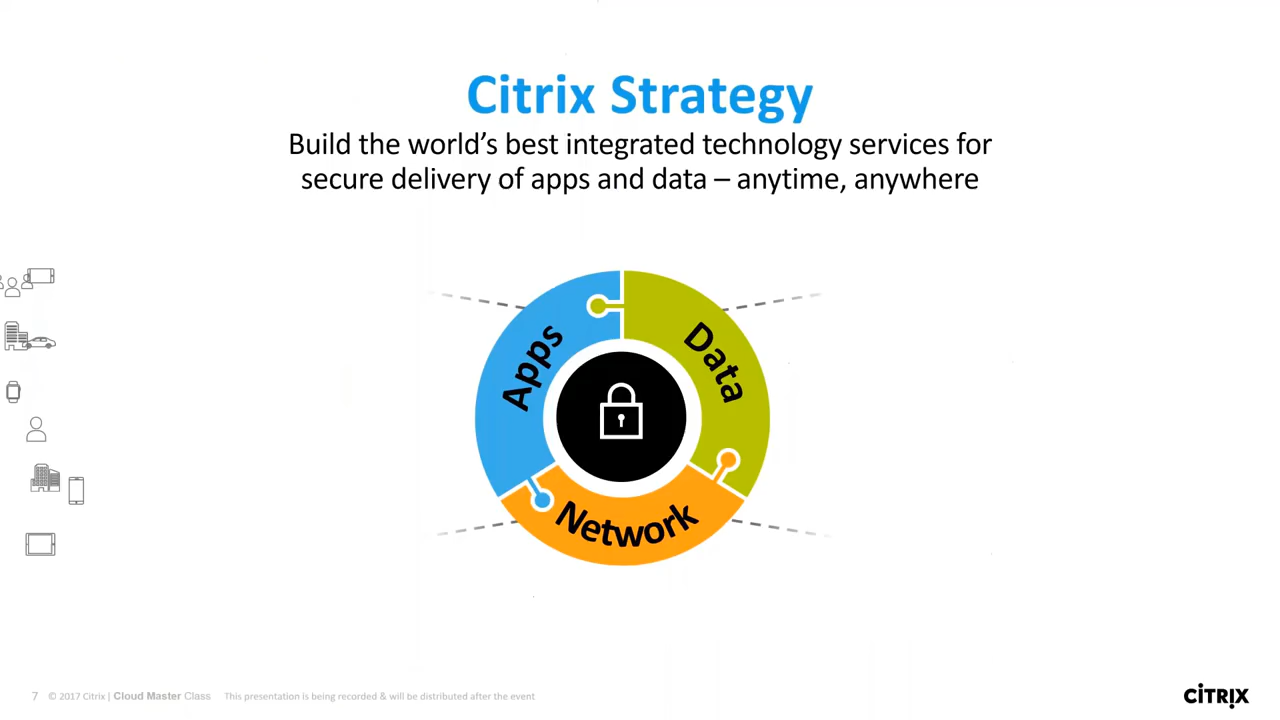 Citrix Strategy
Build the world’s best integrated technology services for
secure delivery of apps and data – anytime, anywhere
Apps
Data
Network
7 © 2017 Citrix | Cloud Master Class This presentation is being recorded & will be distributed after the event
CİTRIX